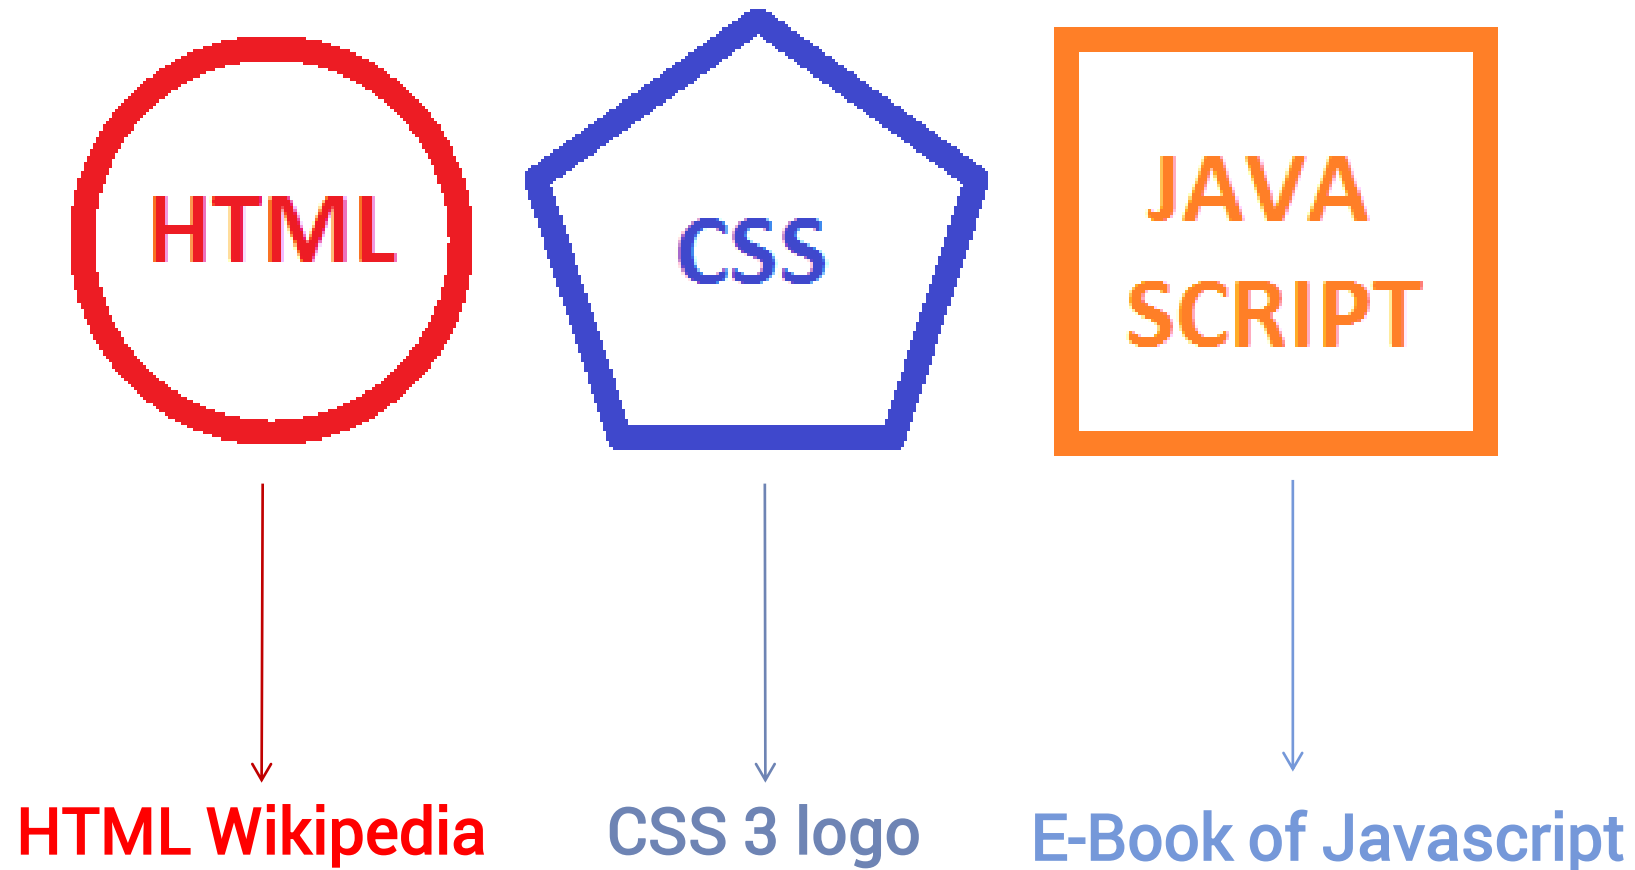 HTML
CSS
JAVA
SCRIPT
HTML Wikipedia
CSS 3 logo
E-Book of Javascript